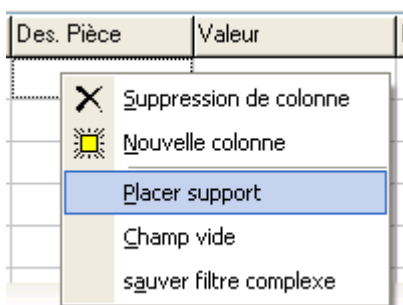 Des. Pièce Valeur
Suppression de colonne
Nouvelle colonne
Placer support
Champ vide
sauver filtre complexe